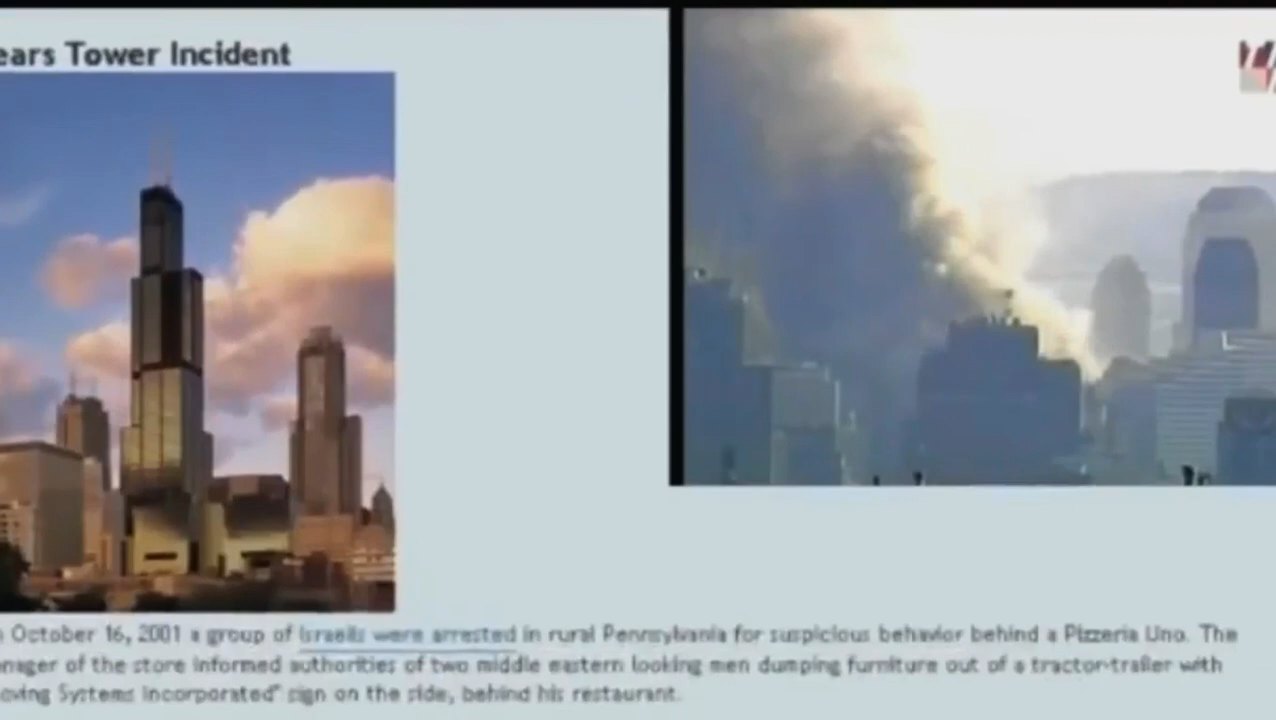 ears Tower Incident
October 16, 2001 a group of Israelis were arrested in rural Pennsylvania for suspicious behavior behind a Pizzeria Uno. The
nager of the store informed authorities of two middle eastern looking men dumping furniture out of a tractor-trailer with
oving Systems Incorporated" sign on the side, behind his restaurant.